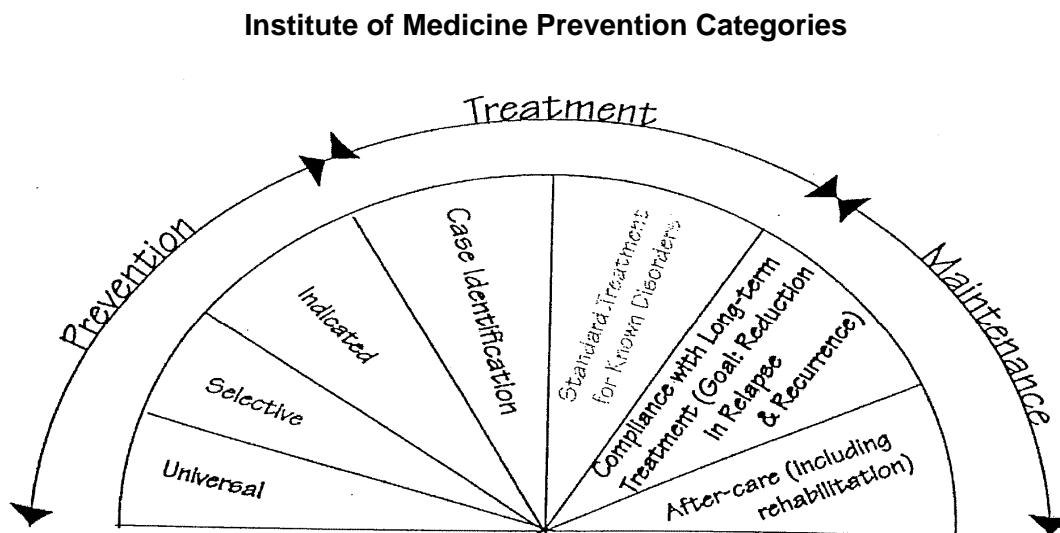 Institute of Medicine Prevention Categories
Treatment
Prevention
Maintenance
Universal
Selective
Indicated
Case Identification
Standard Treatment
for Known Disorders
Compliance with Long-term
Treatment (Goal: Reduction
in Relapse
& Recurrence)
After-care (Including
rehabilitation)